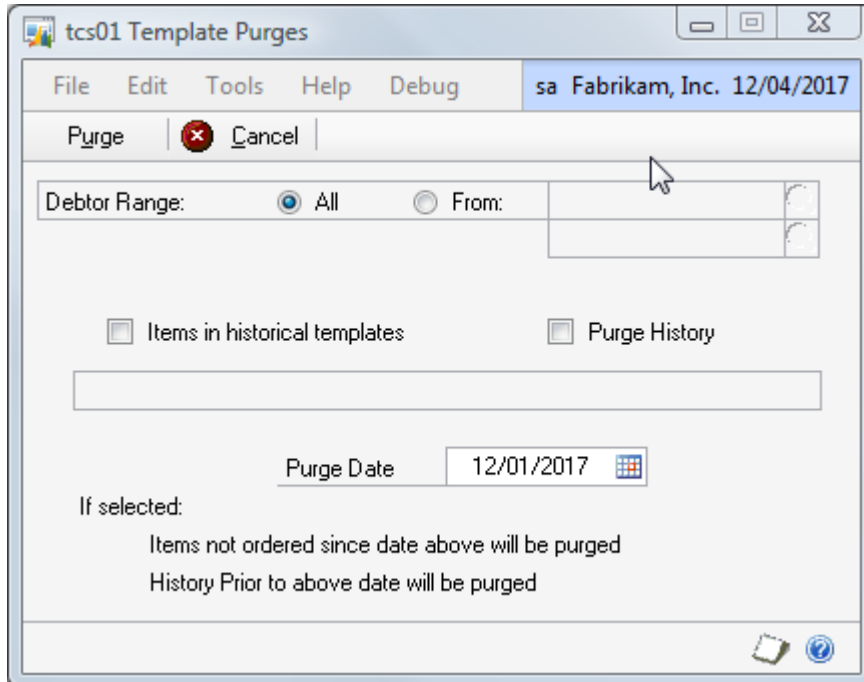 tcs01 Template Purges
File Edit Tools Help Debug sa Fabrikam, Inc. 12/04/2017
Purge Cancel
Debtor Range: All From:
Items in historical templates Purge History
Purge Date 12/01/2017
If selected:
Items not ordered since date above will be purged
History Prior to above date will be purged